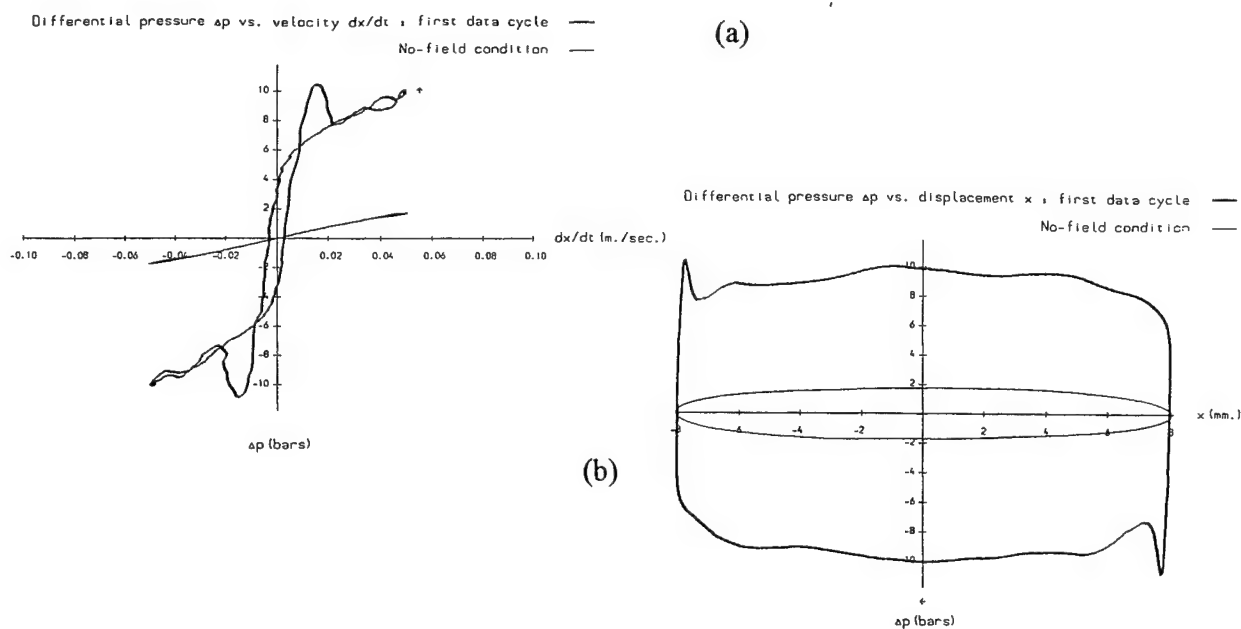 Differential pressure Δp vs. velocity dx/dt : first data cycle
No-field condition
(a)
10
8
6
4
2
-0.10 -0.08 -0.06 -0.04 -0.02 0.02 0.04 0.06 0.08 0.10
dx/dt (m./sec.)
-2
-4
-6
-8
-10
Δp (bars)
Differential pressure Δp vs. displacement x : first data cycle
No-field condition
10
8
6
4
2
-8 -6 -4 -2 2 4 6 8
x (mm.)
-2
-4
-6
-8
-10
Δp (bars)
(b)